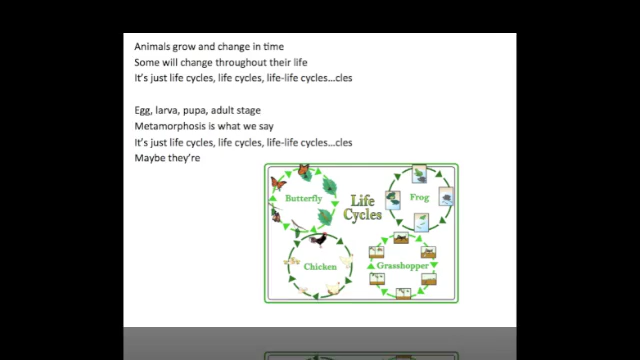 Animals grow and change in time
Some will change throughout their life
It's just life cycles, life cycles, life-life cycles...cles
Egg, larva, pupa, adult stage
Metamorphosis is what we say
It's just life cycles, life cycles, life-life cycles...cles
Maybe they're
Butterfly
Life
Cycles
Frog
Chicken
Grasshopper